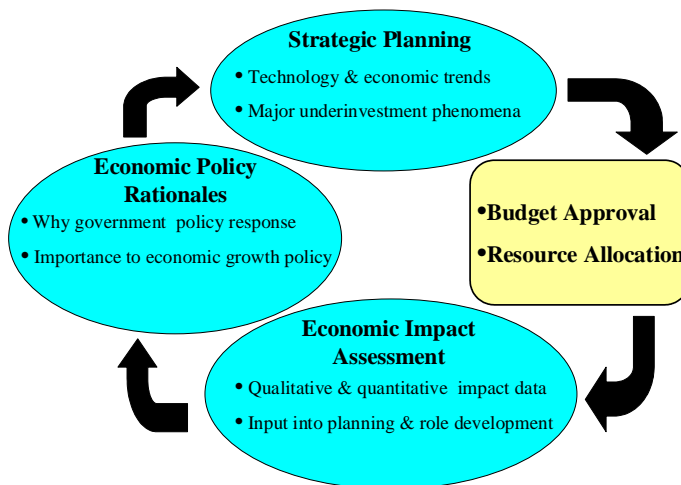 Strategic Planning
• Technology & economic trends
• Major underinvestment phenomena
Economic Policy
Rationales
• Why government policy response
• Importance to economic growth policy
•Budget Approval
•Resource Allocation
Economic Impact
Assessment
• Qualitative & quantitative impact data
• Input into planning & role development